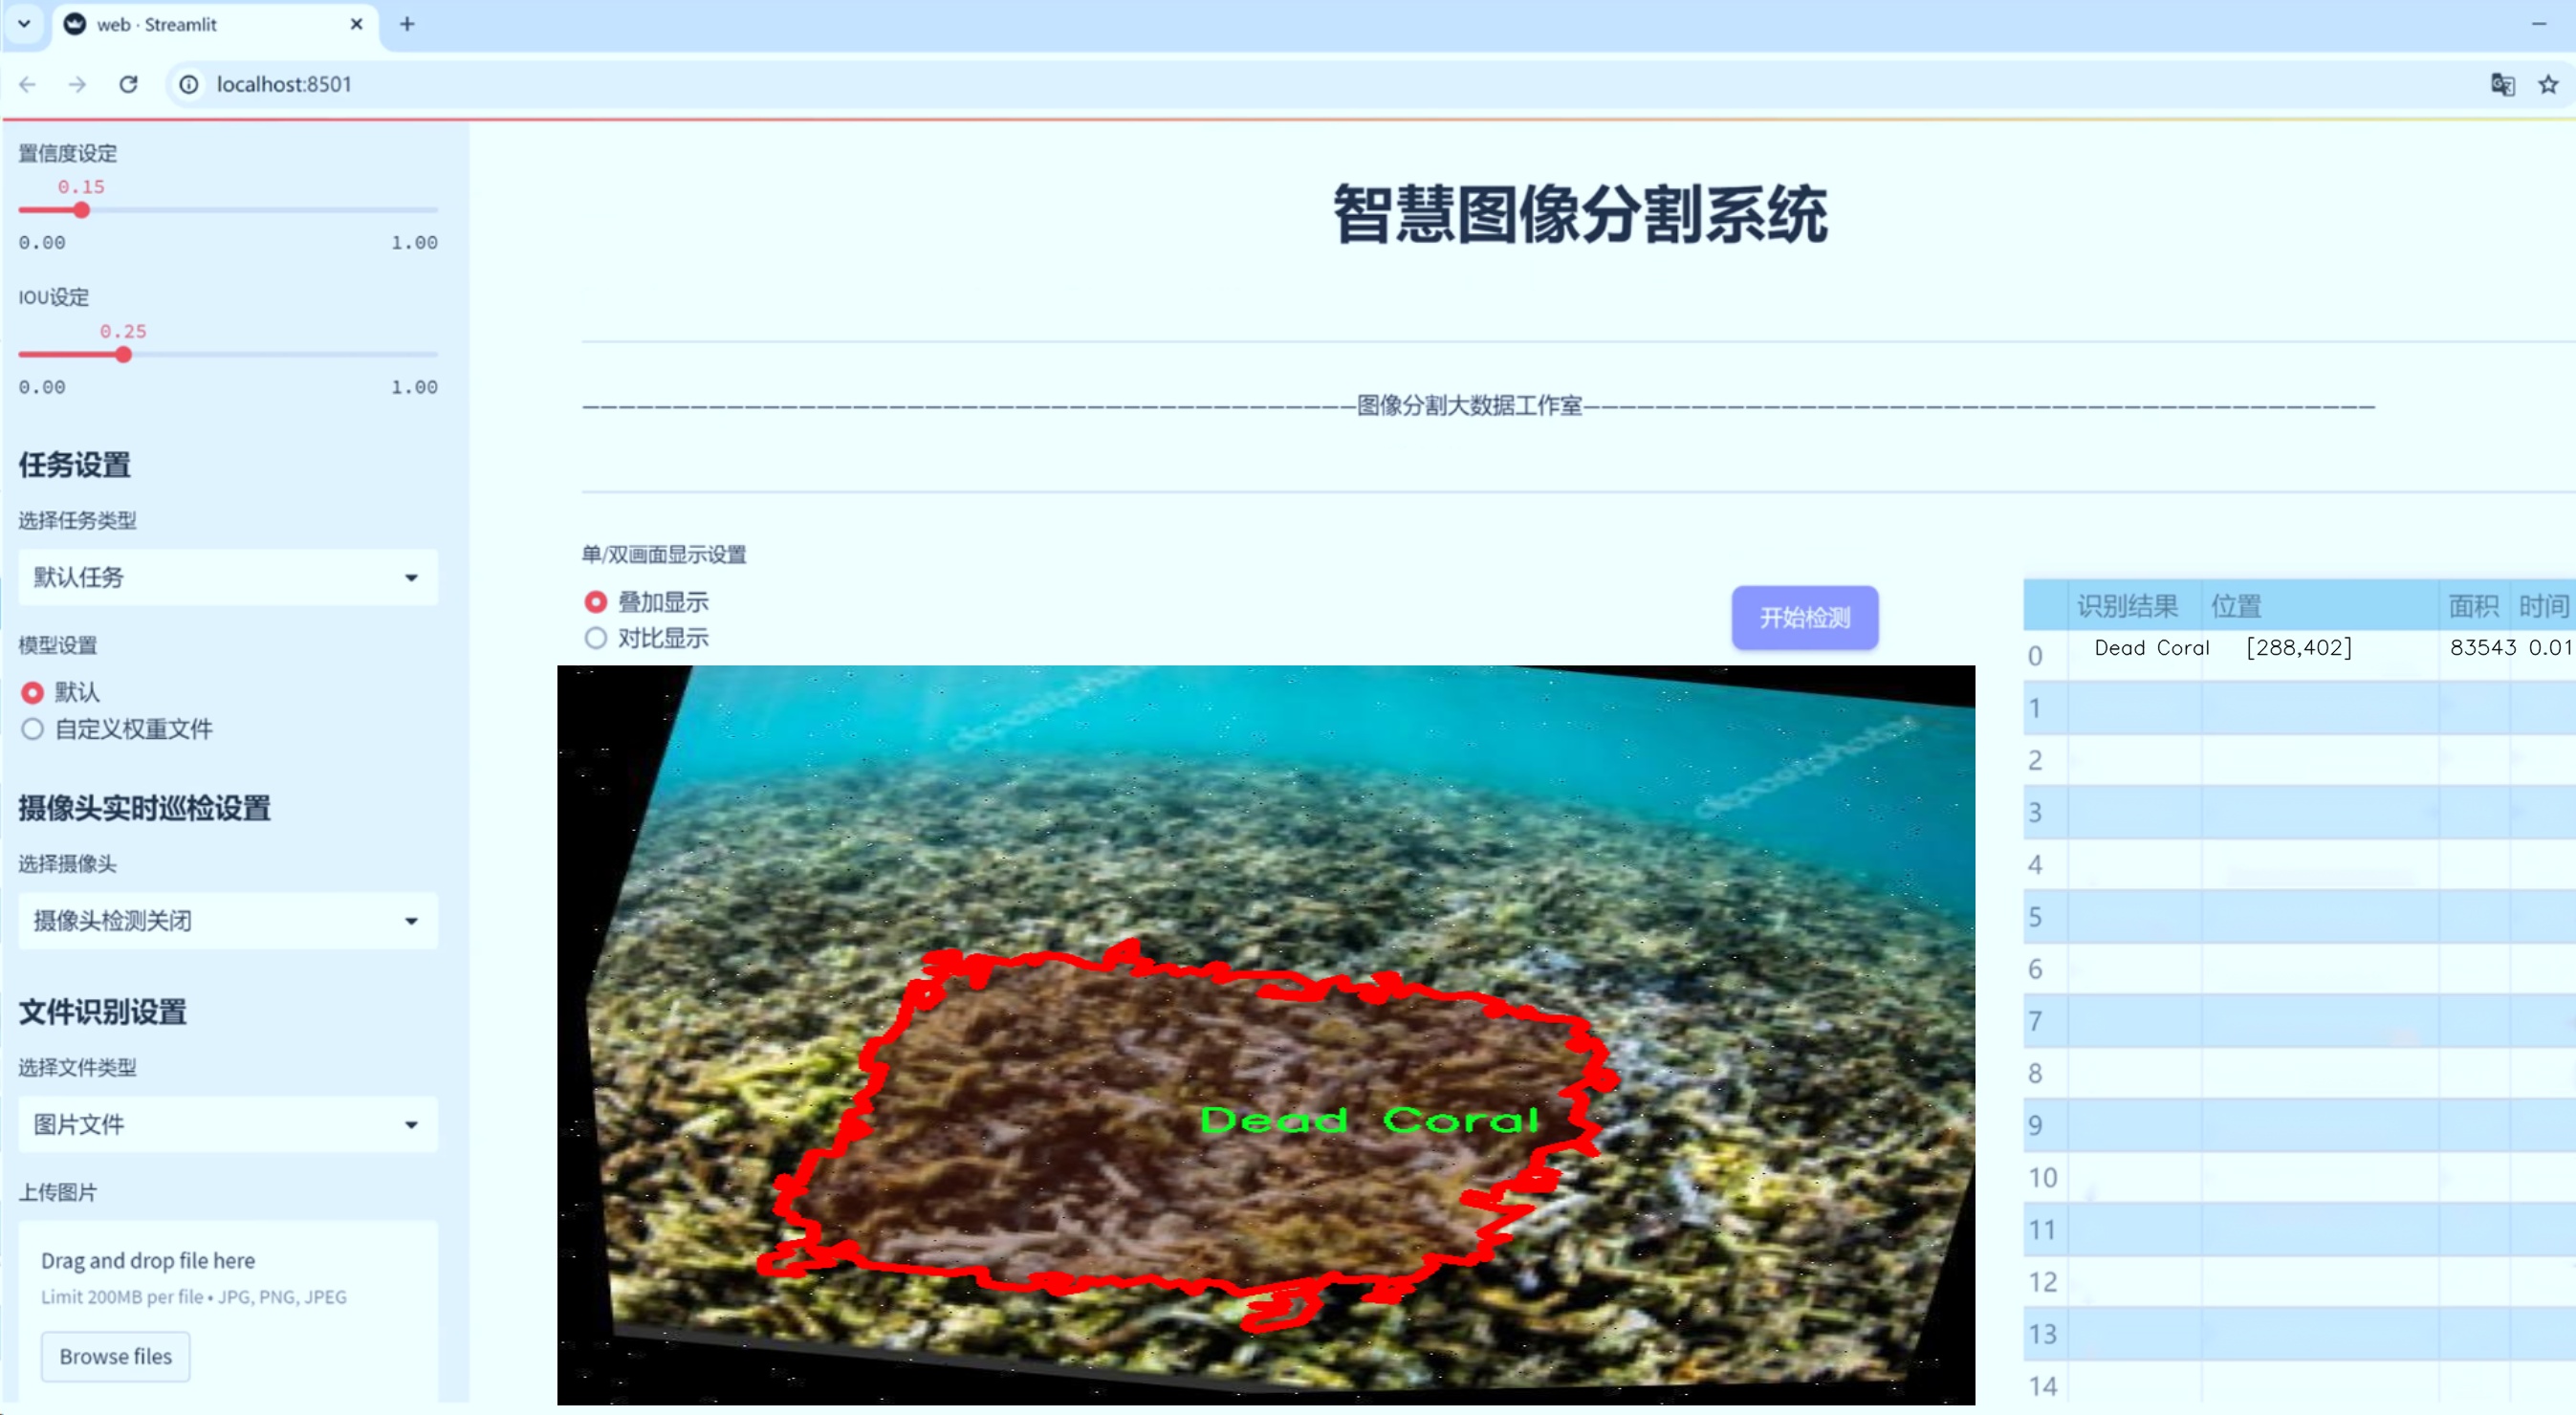 web · Streamlit
localhost:8501
置信度设定
0.15
0.00 1.00
IOU设定
0.25
0.00 1.00
任务设置
选择任务类型
默认任务
模型设置
默认
自定义权重文件
摄像头实时巡检设置
选择摄像头
摄像头检测关闭
文件识别设置
选择文件类型
图片文件
上传图片
Drag and drop file here
Limit 200MB per file • JPG, PNG, JPEG
Browse files
智慧图像分割系统
图像分割大数据工作室
单/双画面显示设置
叠加显示
对比显示
开始检测
depositphotos
depositphotos
Dead Coral
识别结果 位置 面积 时间
0 Dead Coral [288,402] 83543 0.01
1
2
3
4
5
6
7
8
9
10
11
12
13
14